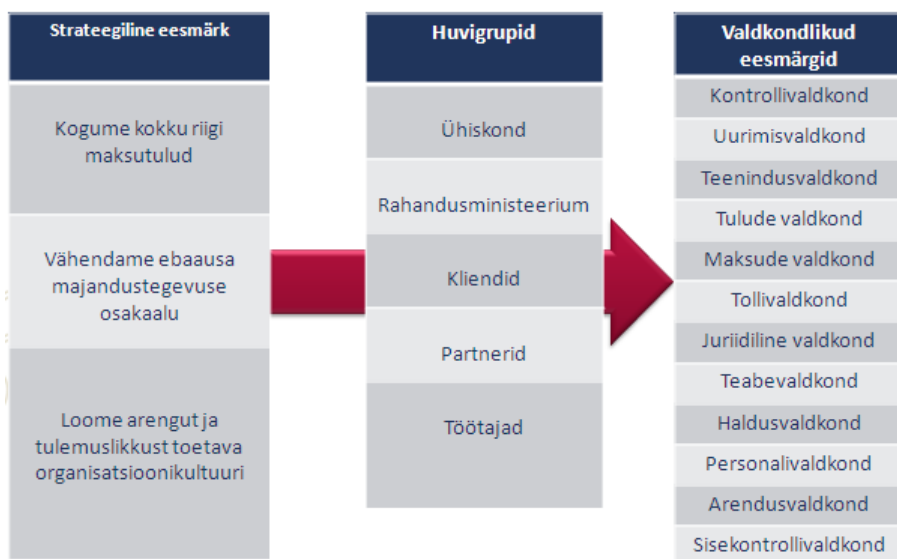 Strateegiline eesmärk
Kogume kokku riigi
maksutulud
Vähendame ebaausa
majandustegevuse
osakaalu
Loome arengut ja
tulemuslikkust toetava
organisatsioonikultuuri
Huvigrupid
Ühiskond
Rahandusministeerium
Kliendid
Partnerid
Töötajad
Valdkondlikud
eesmärgid
Kontrollivaldkond
Uurimisvaldkond
Teenindusvaldkond
Tulude valdkond
Maksude valdkond
Tollivaldkond
Juriidiline valdkond
Teabevaldkond
Haldusvaldkond
Personalivaldkond
Arendusvaldkond
Sisekontrollivaldkond